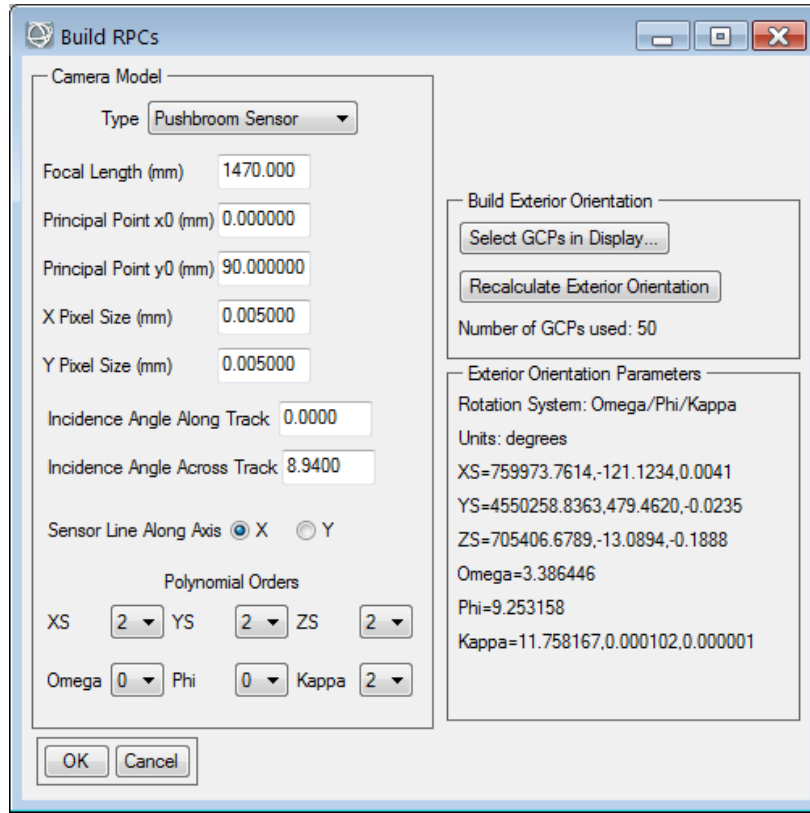 Build RPCs
Camera Model
Type Pushbroom Sensor
Focal Length (mm) 1470.000
Principal Point x0 (mm) 0.000000
Principal Point y0 (mm) 90.000000
X Pixel Size (mm) 0.005000
Y Pixel Size (mm) 0.005000
Incidence Angle Along Track 0.0000
Incidence Angle Across Track 8.9400
Sensor Line Along Axis X Y
Polynomial Orders
XS 2 YS 2 ZS 2
Omega 0 Phi 0 Kappa 2
OK Cancel
Build Exterior Orientation
Select GCPs in Display...
Recalculate Exterior Orientation
Number of GCPs used: 50
Exterior Orientation Parameters
Rotation System: Omega/Phi/Kappa
Units: degrees
XS=759973.7614,-121.1234,0.0041
YS=4550258.8363,479.4620,-0.0235
ZS=705406.6789,-13.0894,-0.1888
Omega=3.386446
Phi=9.253158
Kappa=11.758167,0.000102,0.000001